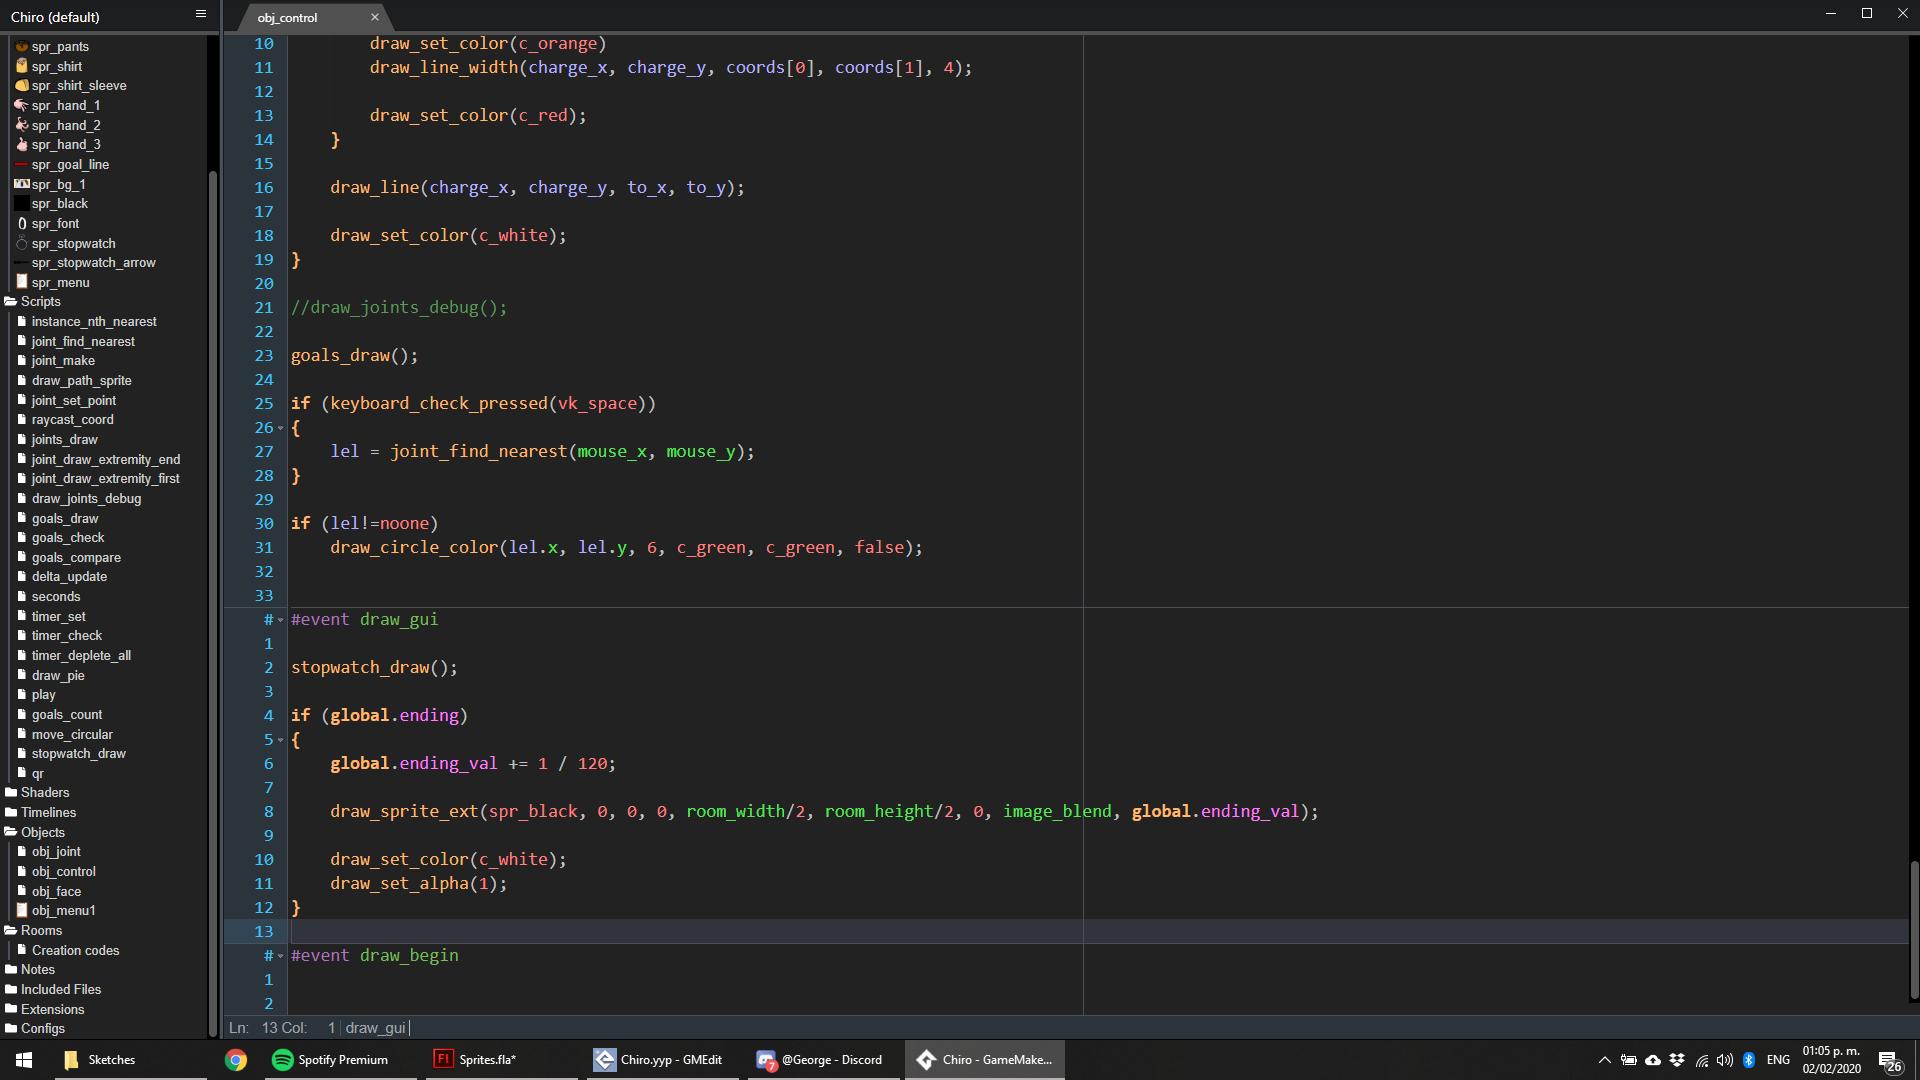 Chiro (default)
spr_pants
spr_shirt
spr_shirt_sleeve
spr_hand_1
spr_hand_2
spr_hand_3
spr_goal_line
spr_bg_1
spr_black
spr_font
spr_stopwatch
spr_stopwatch_arrow
spr_menu
Scripts
instance_nth_nearest
joint_find_nearest
joint_make
draw_path_sprite
joint_set_point
raycast_coord
joints_draw
joint_draw_extremity_end
joint_draw_extremity_first
draw_joints_debug
goals_draw
goals_check
goals_compare
delta_update
seconds
timer_set
timer_check
timer_deplete_all
draw_pie
play
goals_count
move_circular
stopwatch_draw
qr
Shaders
Timelines
Objects
obj_joint
obj_control
obj_face
obj_menu1
Rooms
Creation codes
Notes
Included Files
Extensions
Configs
obj_control
10 draw_set_color(c_orange)
11 draw_line_width(charge_x, charge_y, coords[0], coords[1], 4);
12
13 draw_set_color(c_red);
14 }
15
16 draw_line(charge_x, charge_y, to_x, to_y);
17
18 draw_set_color(c_white);
19 }
20
21 //draw_joints_debug();
22
23 goals_draw();
24
25 if (keyboard_check_pressed(vk_space))
26 {
27 lel = joint_find_nearest(mouse_x, mouse_y);
28 }
29
30 if (lel!=noone)
31 draw_circle_color(lel.x, lel.y, 6, c_green, c_green, false);
32
33
# #event draw_gui
1
2 stopwatch_draw();
3
4 if (global.ending)
5 {
6 global.ending_val += 1 / 120;
7
8 draw_sprite_ext(spr_black, 0, 0, 0, room_width/2, room_height/2, 0, image_blend, global.ending_val);
9
10 draw_set_color(c_white);
11 draw_set_alpha(1);
12 }
13
# #event draw_begin
1
2
Ln: 13 Col: 1 draw_gui
Sketches
Spotify Premium
Fl Sprites.fla*
Chiro.yyp - GMEdit
7 @George - Discord
Chiro - GameMake...
ENG
01:05 p. m.
02/02/2020
26